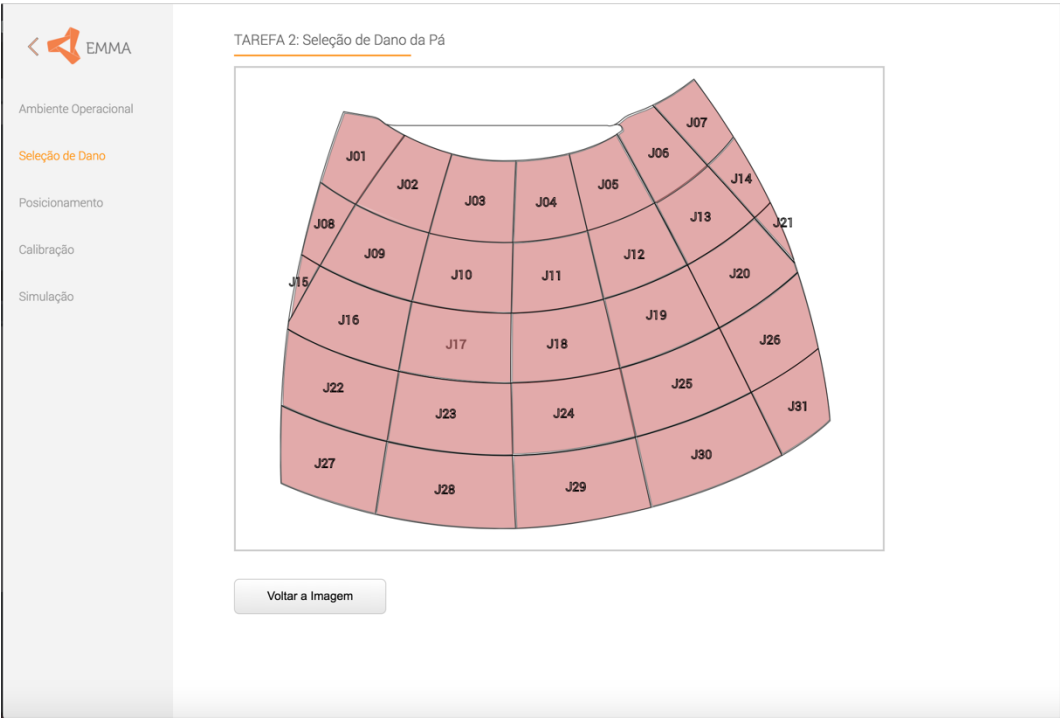 EMMA
Ambiente Operacional
Seleção de Dano
Posicionamento
Calibração
Simulação
TAREFA 2: Seleção de Dano da Pá
J01
J02
J03
J04
J05
J06
J07
J08
J09
J10
J11
J12
J13
J14
J15
J16
J17
J18
J19
J20
J21
J22
J23
J24
J25
J26
J27
J28
J29
J30
J31
Voltar a Imagem